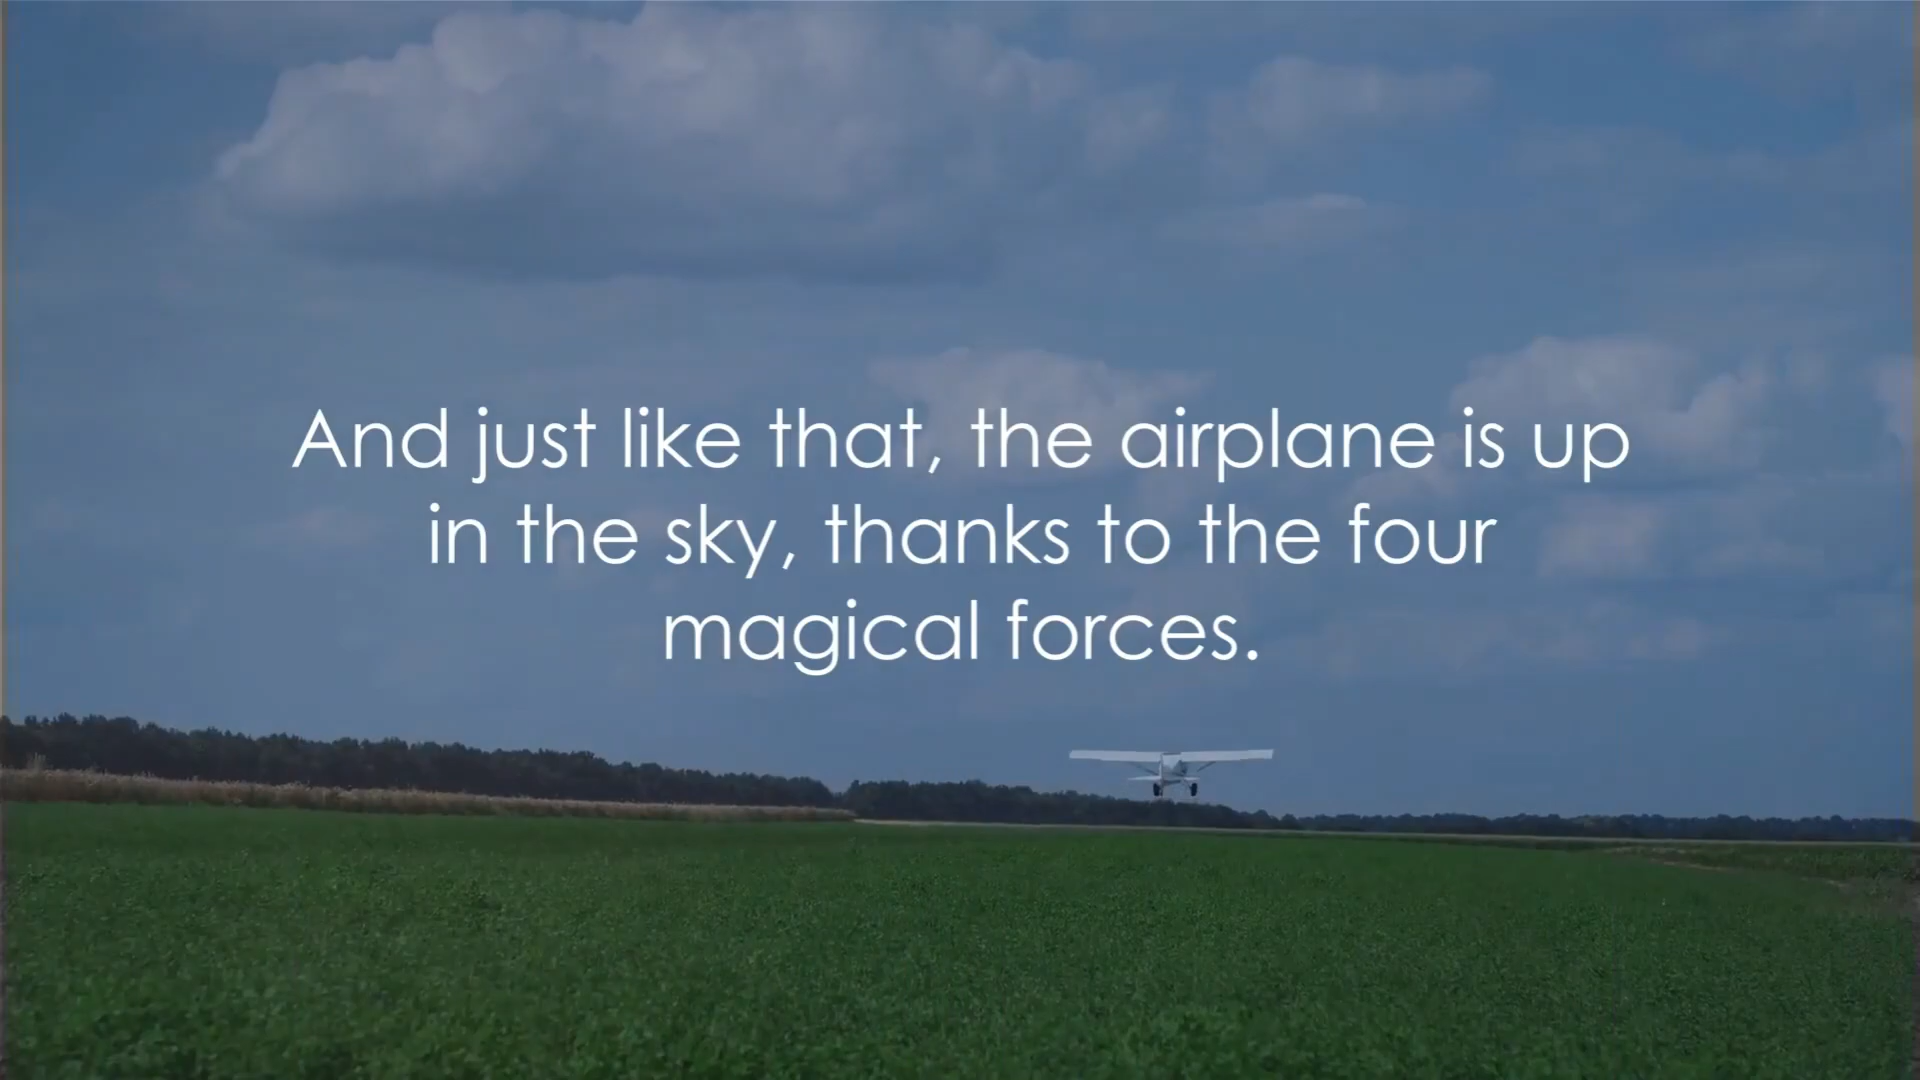 And just like that, the airplane is up
in the sky, thanks to the four
magical forces.